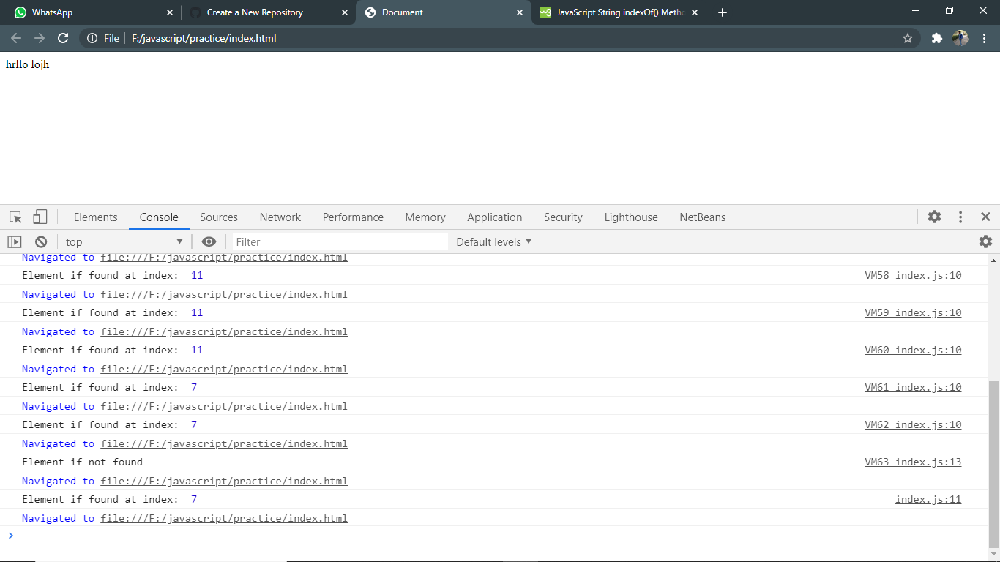 WhatsApp Create a New Repository Document JavaScript String indexOf() Metho
File F:/javascript/practice/index.html
hrllo lojh
Elements Console Sources Network Performance Memory Application Security Lighthouse NetBeans
top Filter Default levels
Navigated to file:///F:/javascript/practice/index.html
Element if found at index: 11 VM58 index.js:10
Navigated to file:///F:/javascript/practice/index.html
Element if found at index: 11 VM59 index.js:10
Navigated to file:///F:/javascript/practice/index.html
Element if found at index: 11 VM60 index.js:10
Navigated to file:///F:/javascript/practice/index.html
Element if found at index: 7 VM61 index.js:10
Navigated to file:///F:/javascript/practice/index.html
Element if found at index: 7 VM62 index.js:10
Navigated to file:///F:/javascript/practice/index.html
Element if not found VM63 index.js:13
Navigated to file:///F:/javascript/practice/index.html
Element if found at index: 7 index.js:11
Navigated to file:///F:/javascript/practice/index.html